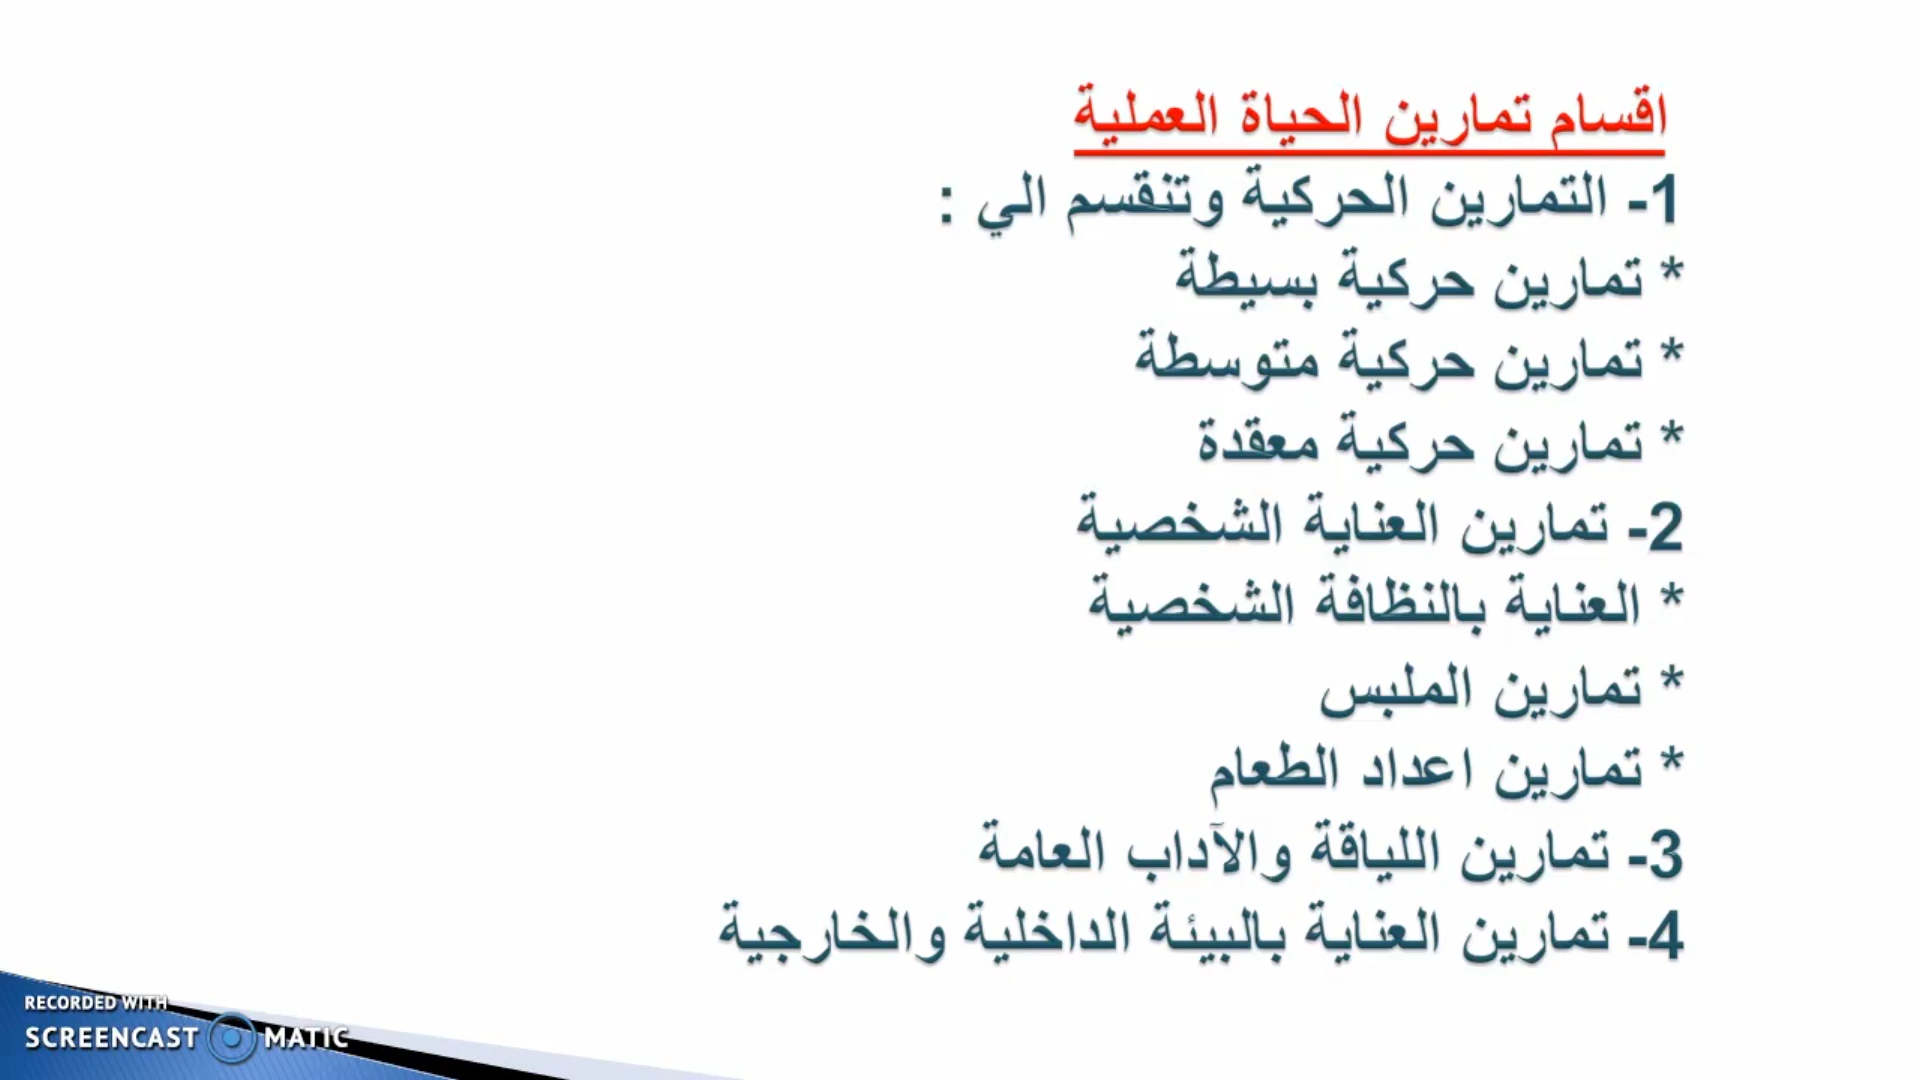 اقسام تمارين الحياة العملية
1- التمارين الحركية وتنقسم الي :
* تمارين حركية بسيطة
* تمارين حركية متوسطة
* تمارين حركية معقدة
2- تمارين العناية الشخصية
* العناية بالنظافة الشخصية
* تمارين الملبس
* تمارين اعداد الطعام
3- تمارين اللياقة والآداب العامة
4- تمارين العناية بالبيئة الداخلية والخارجية
RECORDED WITH
SCREENCAST MATIC